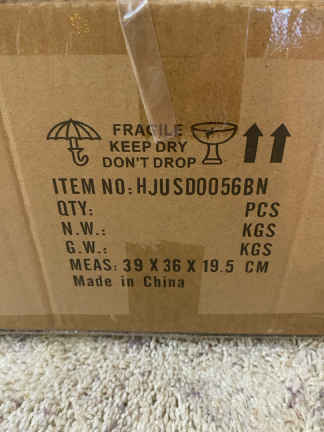 FRAGILE
KEEP DRY
DON'T DROP
ITEM NO: HJUSD0056BN
QTY: PCS
N.W.: KGS
G.W.: KGS
MEAS: 39 X 36 X 19.5 CM
Made in China